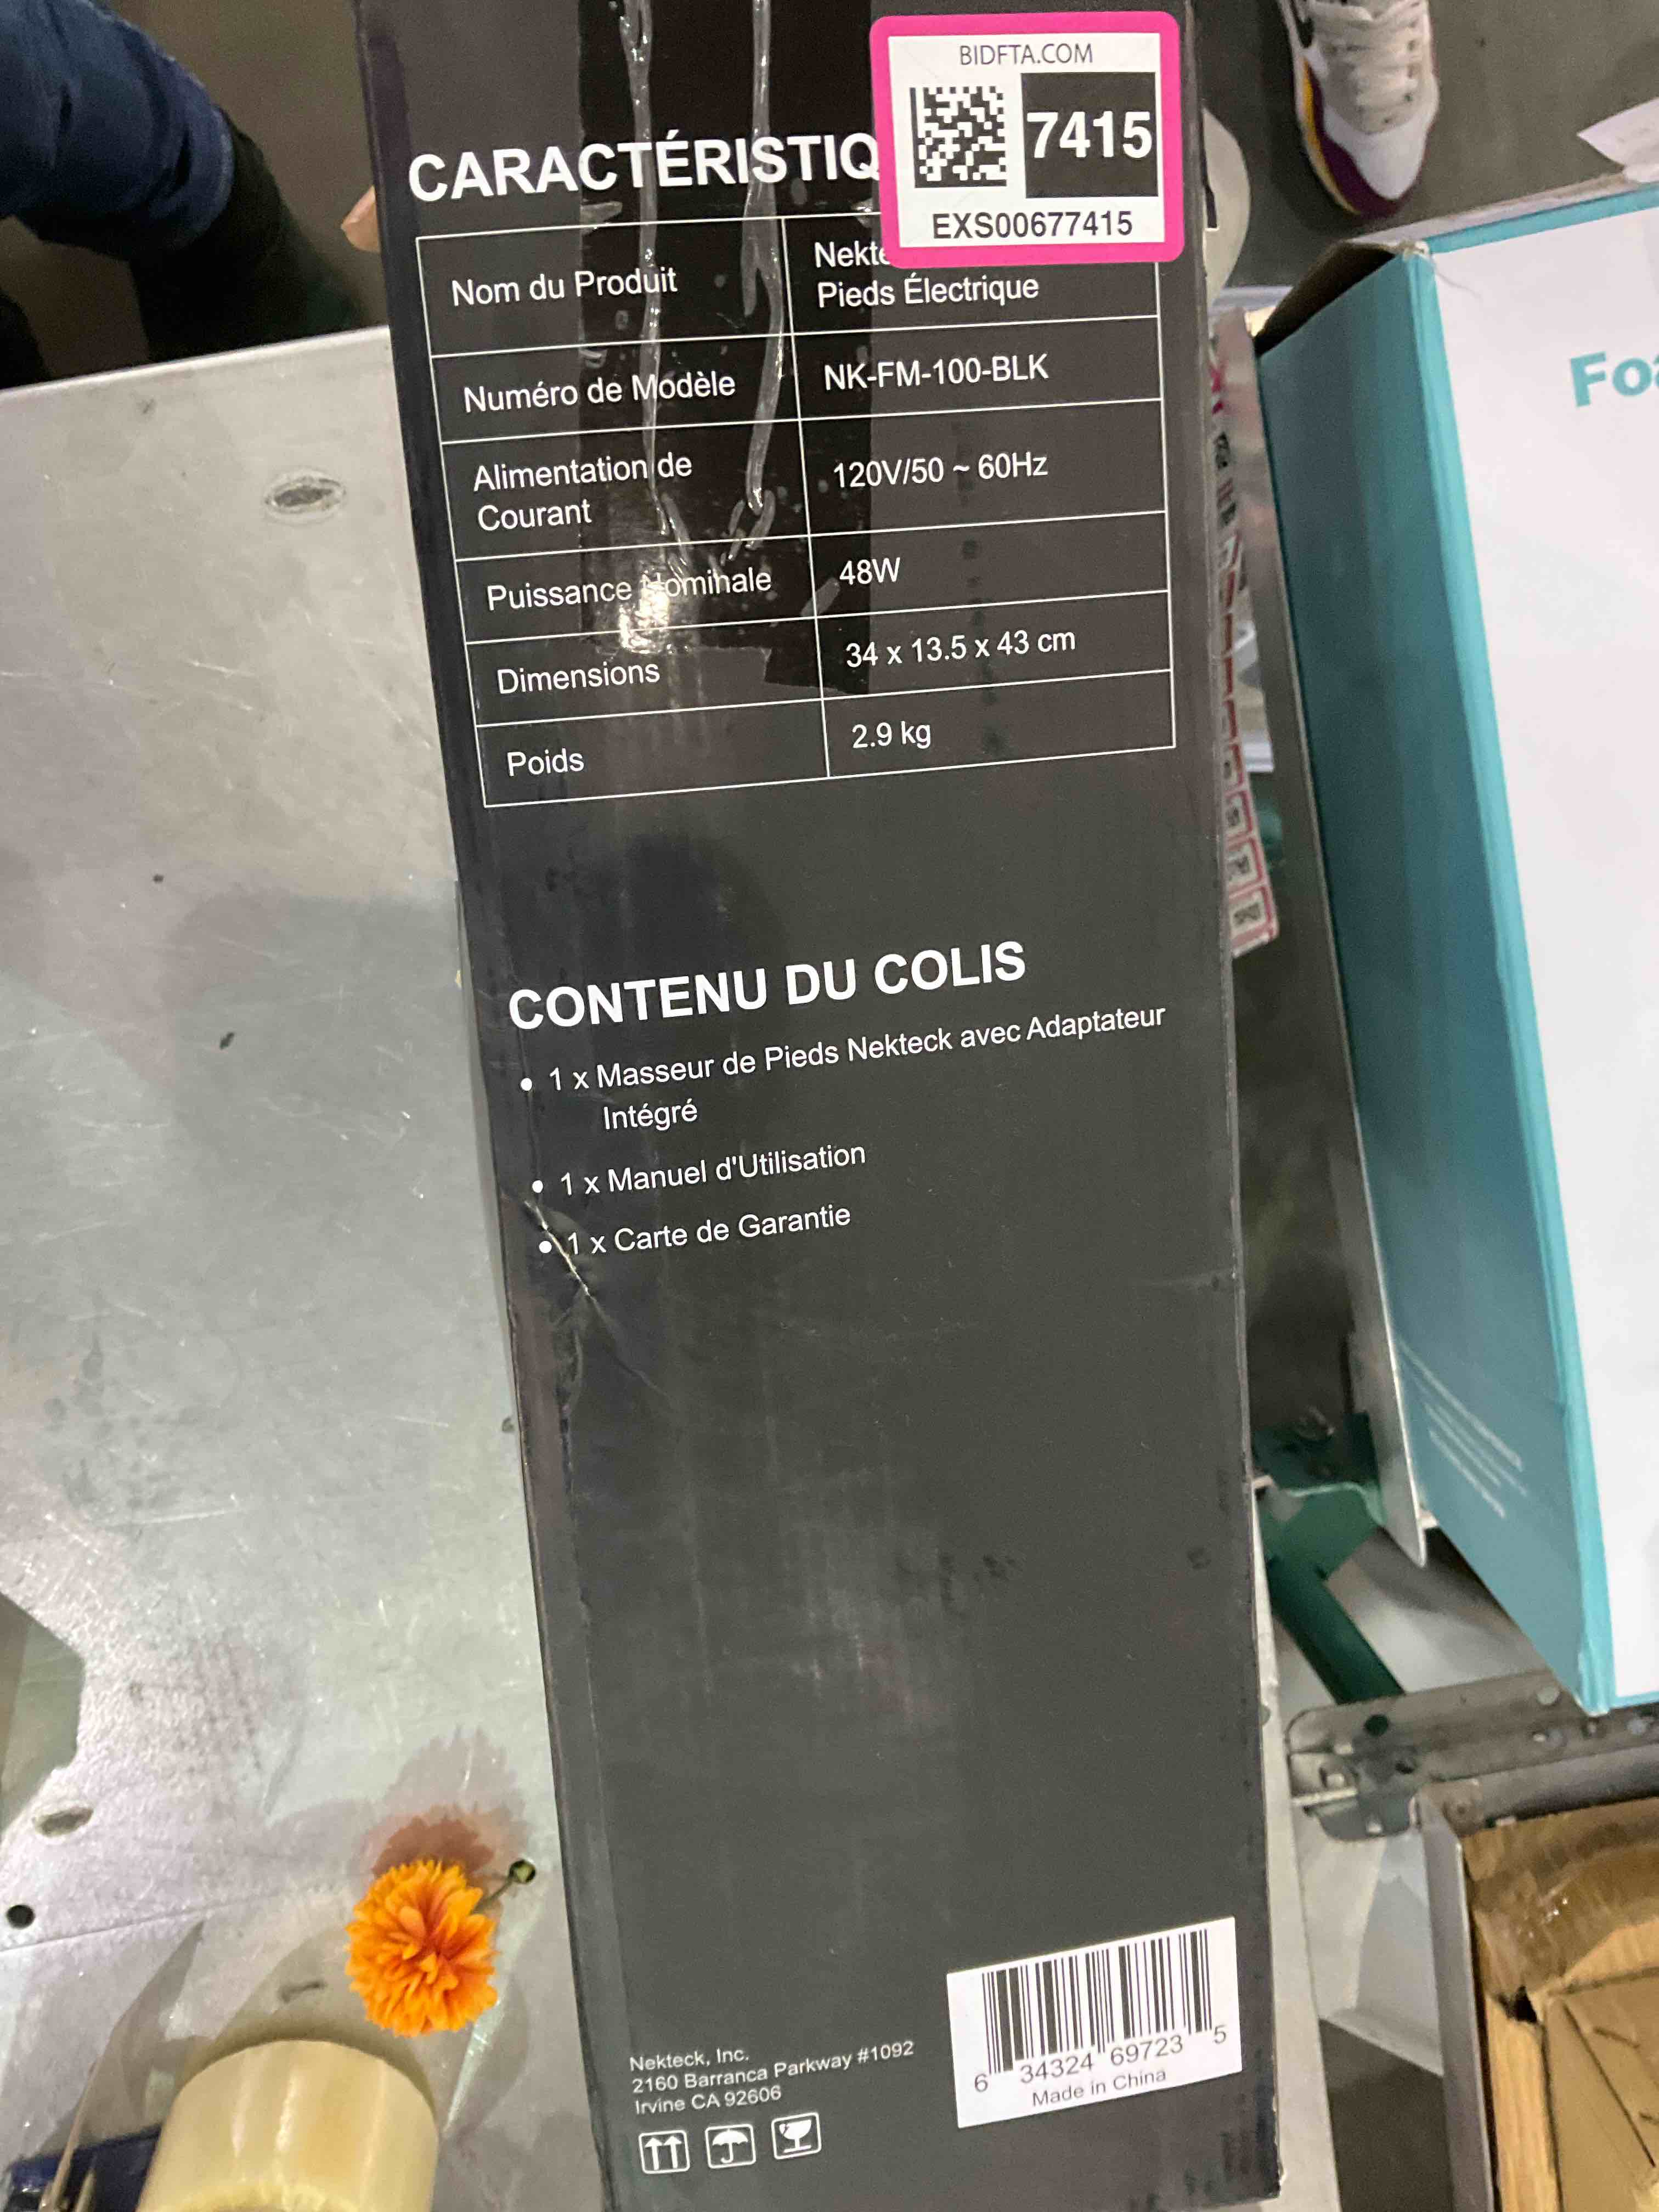 BIDFTA.COM
7415
EXS00677415
CARACTÉRISTIQ
Nom du Produit
Nekte
Pieds Électrique
Numéro de Modèle
NK-FM-100-BLK
Alimentation de
Courant
120V/50 ~ 60Hz
Puissance Nominale
48W
Dimensions
34 x 13.5 x 43 cm
Poids
2.9 kg
CONTENU DU COLIS
• 1 x Masseur de Pieds Nekteck avec Adaptateur
Intégré
• 1 x Manuel d'Utilisation
• 1 x Carte de Garantie
Nekteck, Inc.
2160 Barranca Parkway #1092
Irvine CA 92606
6 34324 69723 5
Made in China
Foa